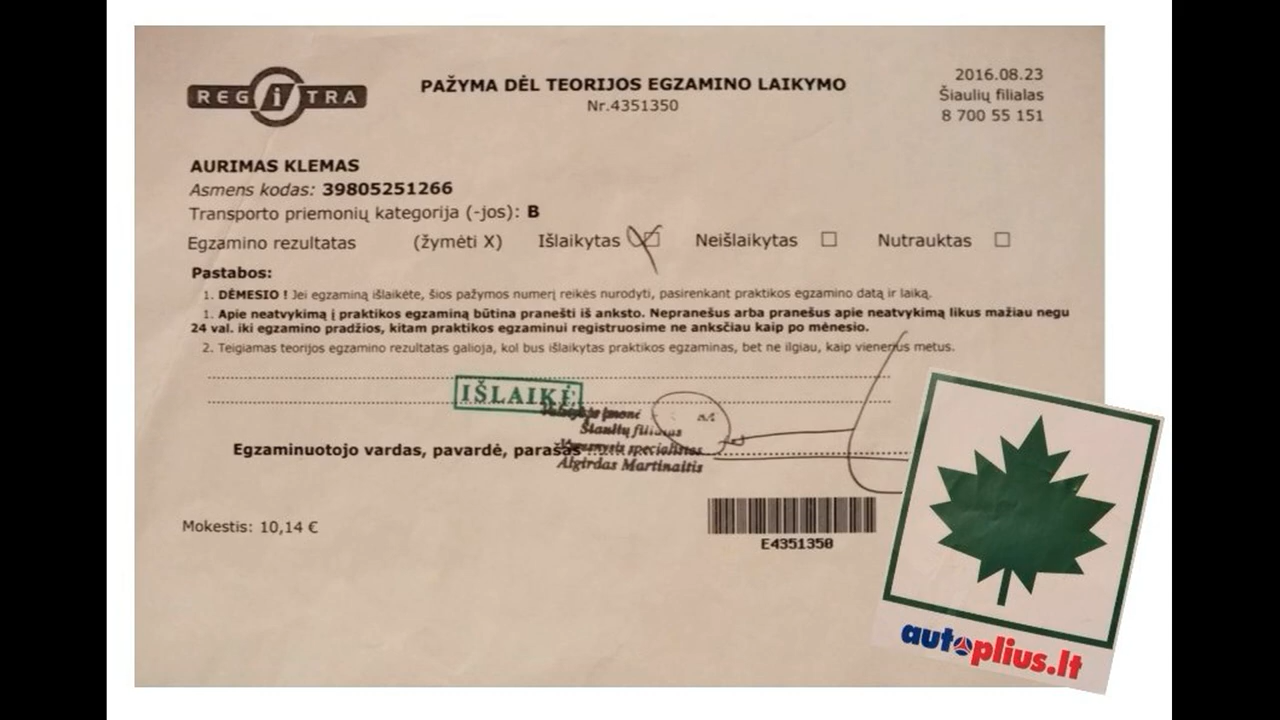 REGiTRA
PAŽYMA DĖL TEORIJOS EGZAMINO LAIKYMO
Nr.4351350
2016.08.23
Šiaulių filialas
8 700 55 151
AURIMAS KLEMAS
Asmens kodas: 39805251266
Transporto priemonių kategorija (-jos): B
Egzamino rezultatas (žymėti X) Išlaikytas Neišlaikytas Nutrauktas
Pastabos:
1. DĖMESIO ! Jei egzaminą išlaikėte, šios pažymos numerį reikės nurodyti, pasirenkant praktikos egzamino datą ir laiką.
1. Apie neatvykimą į praktikos egzaminą būtina pranešti iš anksto. Nepranešus arba pranešus apie neatvykimą likus mažiau negu
24 val. iki egzamino pradžios, kitam praktikos egzaminui registruosime ne anksčiau kaip po mėnesio.
2. Teigiamas teorijos egzamino rezultatas galioja, kol bus išlaikytas praktikos egzaminas, bet ne ilgiau, kaip vienerius metus.
IŠLAIKĖ
įmonė
Šiaulių filialas
Egzaminuotojo vardas, pavardė, parašas
specialistas
Algirdas Martinaitis
Mokestis: 10,14 €
E4351350
autoplius.lt